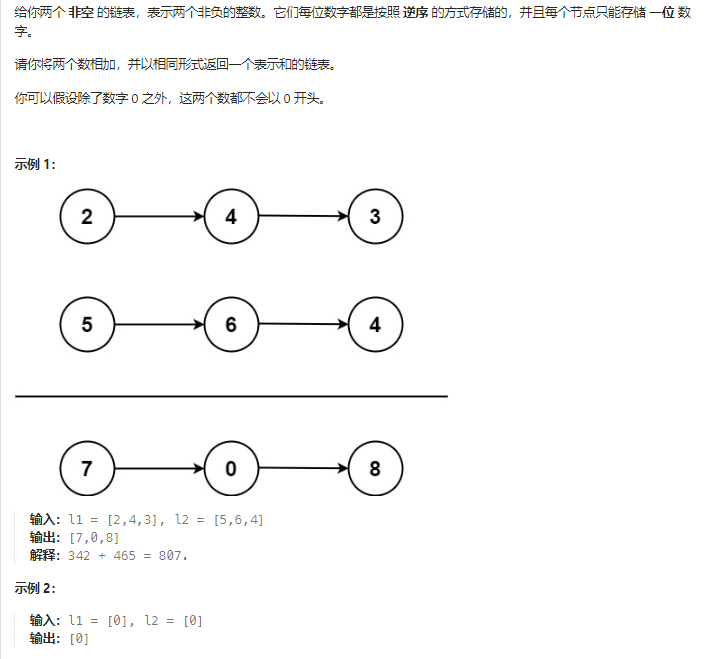 给你两个 非空 的链表，表示两个非负的整数。它们每位数字都是按照 逆序 的方式存储的，并且每个节点只能存储 一位 数
字。
请你将两个数相加，并以相同形式返回一个表示和的链表。
你可以假设除了数字 0 之外，这两个数都不会以 0 开头。
示例 1：
2 4 3
5 6 4
7 0 8
输入：l1 = [2,4,3], l2 = [5,6,4]
输出：[7,0,8]
解释：342 + 465 = 807.
示例 2：
输入：l1 = [0], l2 = [0]
输出：[0]